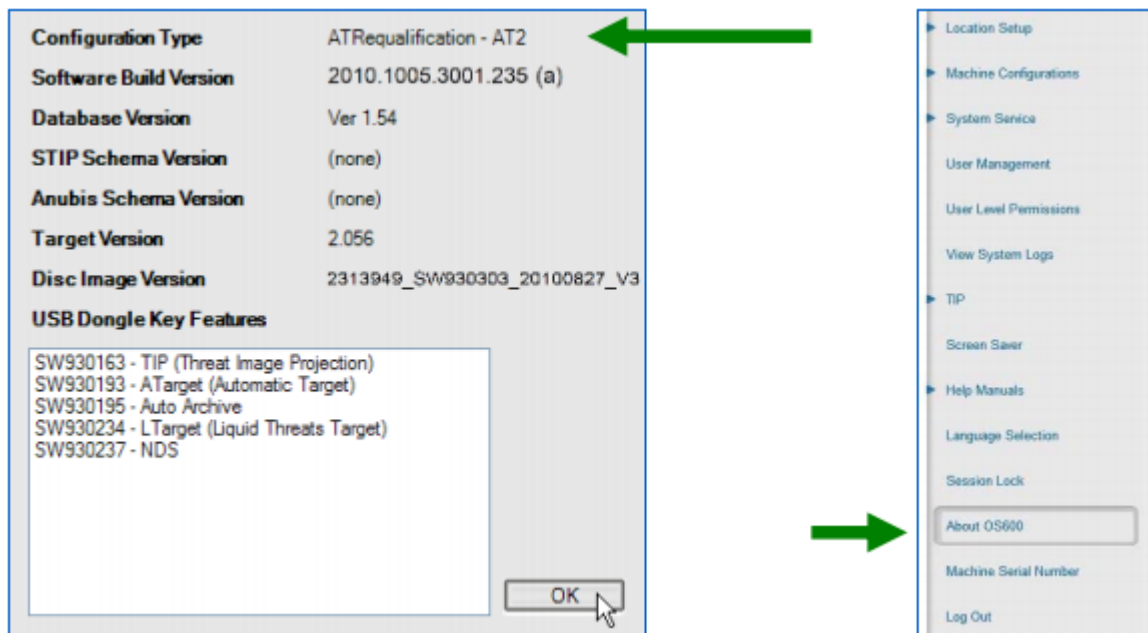 Configuration Type ATRequalification - AT2
Software Build Version 2010.1005.3001.235 (a)
Database Version Ver 1.54
STIP Schema Version (none)
Anubis Schema Version (none)
Target Version 2.056
Disc Image Version 2313949_SW930303_20100827_V3
USB Dongle Key Features
SW930163 - TIP (Threat Image Projection)
SW930193 - ATarget (Automatic Target)
SW930195 - Auto Archive
SW930234 - LTarget (Liquid Threats Target)
SW930237 - NDS
OK
Location Setup
Machine Configurations
System Service
User Management
User Level Permissions
View System Logs
TIP
Screen Saver
Help Manuals
Language Selection
Session Lock
About OS600
Machine Serial Number
Log Out